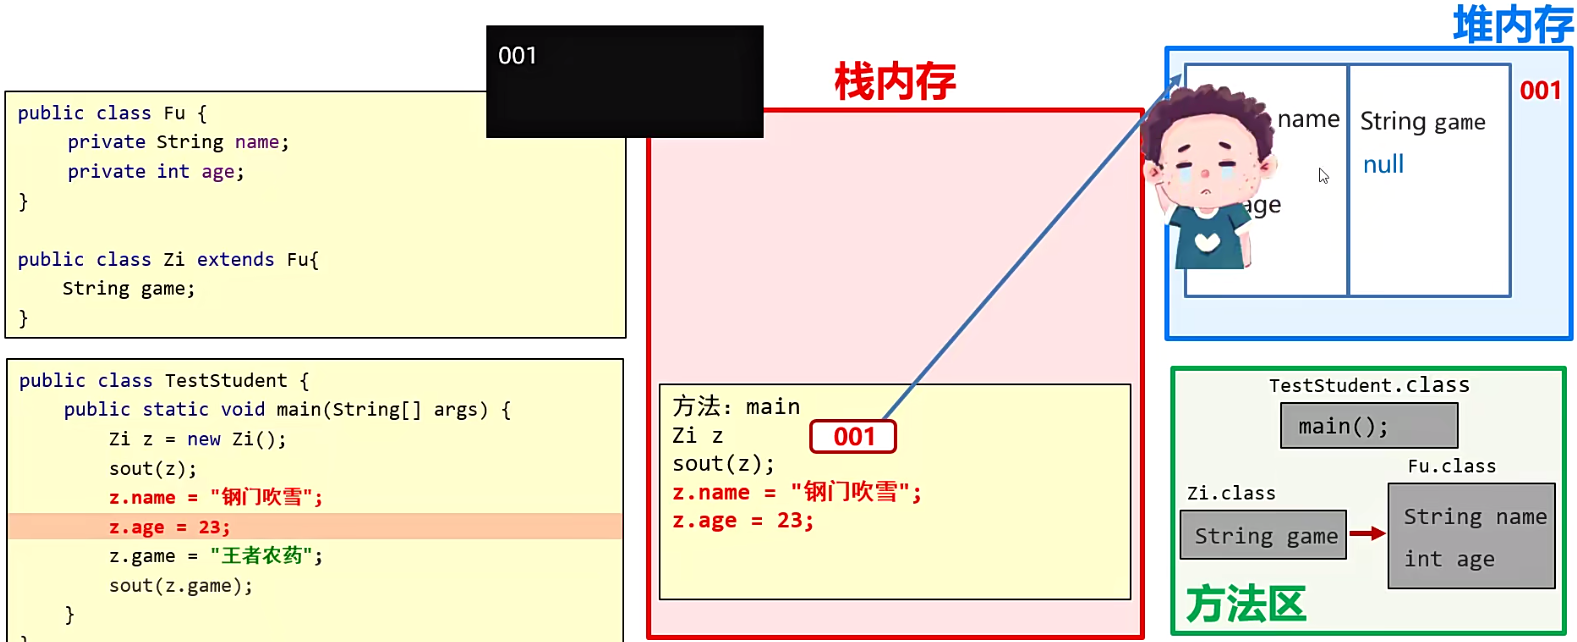 001
public class Fu {
private String name;
private int age;
}
public class Zi extends Fu{
String game;
}
public class TestStudent {
public static void main(String[] args) {
Zi z = new Zi();
sout(z);
z.name = "钢门吹雪";
z.age = 23;
z.game = "王者农药";
sout(z.game);
}
栈内存
方法: main
Zi z
001
sout(z);
z.name = "钢门吹雪";
z.age = 23;
堆内存
001
name
String game
null
age
TestStudent.class
main();
Fu.class
Zi.class
String name
String game
int age
方法区